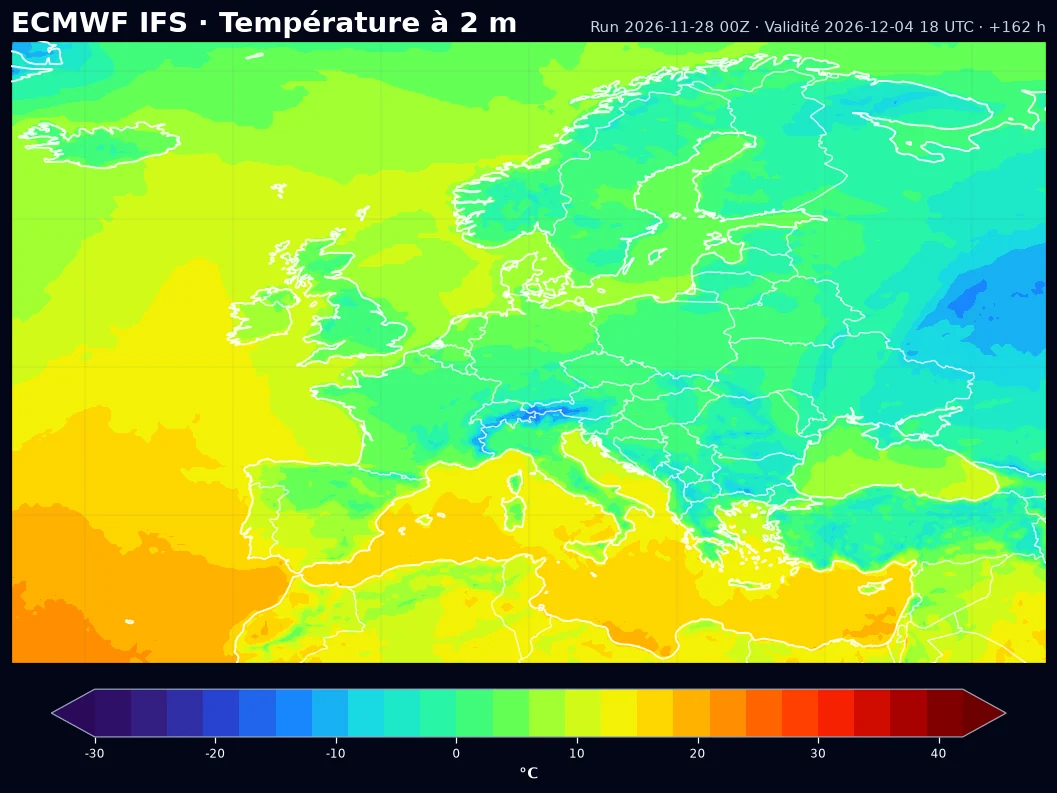 ECMWF IFS · Température à 2 m
Run 2026-11-28 00Z · Validité 2026-12-04 18 UTC · +162 h
-30 -20 -10 0 10 20 30 40
°C